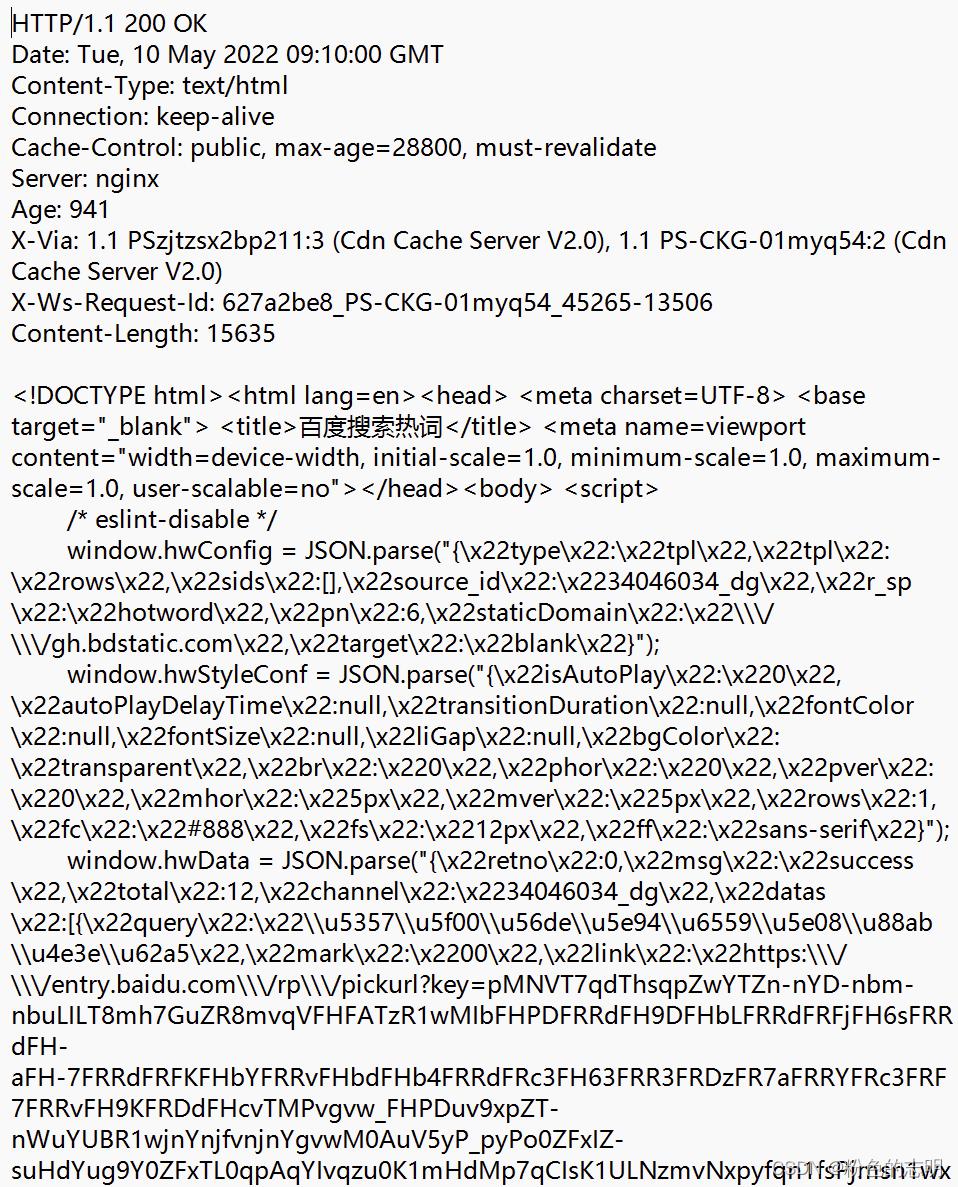 HTTP/1.1 200 OK
Date: Tue, 10 May 2022 09:10:00 GMT
Content-Type: text/html
Connection: keep-alive
Cache-Control: public, max-age=28800, must-revalidate
Server: nginx
Age: 941
X-Via: 1.1 PSzjtzsx2bp211:3 (Cdn Cache Server V2.0), 1.1 PS-CKG-01myq54:2 (Cdn
Cache Server V2.0)
X-Ws-Request-Id: 627a2be8_PS-CKG-01myq54_45265-13506
Content-Length: 15635
<!DOCTYPE html><html lang=en><head> <meta charset=UTF-8> <base
target="_blank"> <title>百度搜索热词</title> <meta name=viewport
content="width=device-width, initial-scale=1.0, minimum-scale=1.0, maximum-
scale=1.0, user-scalable=no"></head><body> <script>
/* eslint-disable */
window.hwConfig = JSON.parse("{\x22type\x22:\x22tpl\x22,\x22tpl\x22:
\x22rows\x22,\x22sids\x22:[],\x22source_id\x22:\x2234046034_dg\x22,\x22r_sp
\x22:\x22hotword\x22,\x22pn\x22:6,\x22staticDomain\x22:\x22\\\/
\\\/gh.bdstatic.com\x22,\x22target\x22:\x22blank\x22}");
window.hwStyleConf = JSON.parse("{\x22isAutoPlay\x22:\x220\x22,
\x22autoPlayDelayTime\x22:null,\x22transitionDuration\x22:null,\x22fontColor
\x22:null,\x22fontSize\x22:null,\x22liGap\x22:null,\x22bgColor\x22:
\x22transparent\x22,\x22br\x22:\x220\x22,\x22phor\x22:\x220\x22,\x22pver\x22:
\x220\x22,\x22mhor\x22:\x225px\x22,\x22mver\x22:\x225px\x22,\x22rows\x22:1,
\x22fc\x22:\x22#888\x22,\x22fs\x22:\x2212px\x22,\x22ff\x22:\x22sans-serif\x22}");
window.hwData = JSON.parse("{\x22retno\x22:0,\x22msg\x22:\x22success
\x22,\x22total\x22:12,\x22channel\x22:\x2234046034_dg\x22,\x22datas
\x22:[{\x22query\x22:\x22\\u5357\\u5f00\\u56de\\u5e94\\u6559\\u5e08\\u88ab
\\u4e3e\\u62a5\x22,\x22mark\x22:\x2200\x22,\x22link\x22:\x22https:\\\/
\\\/entry.baidu.com\\\/rp\\\/pickurl?key=pMNVT7qdThsqpZwYTZn-nYD-nbm-
nbuLILT8mh7GuZR8mvqVFHFATzR1wMIbFHPDFRRdFH9DFHbLFRRdFRFjFH6sFRR
dFH-
aFH-7FRRdFRFKFHbYFRRvFHbdFHb4FRRdFRc3FH63FRR3FRDzFR7aFRRYFRc3FRF
7FRRvFH9KFRDdFHcvTMPvgvw_FHPDuv9xpZT-
nWuYUBR1wjnYnjfvnjnYgvwM0AuV5yP_pyPo0ZFxIZ-